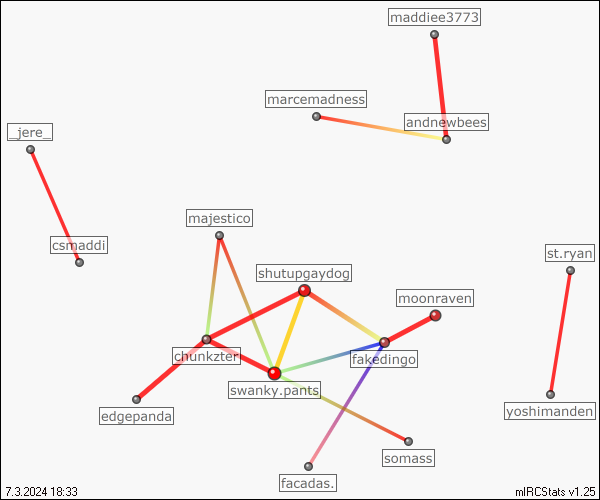 maddiee3773
marcemadness
andnewbees
_jere_
majestico
csmaddi
st.ryan
shutupgaydog
moonraven
chunkzter
fakedingo
swanky.pants
edgepanda
yoshimanden
somass
facadas.
7.3.2024 18:33
mIRCStats v1.25